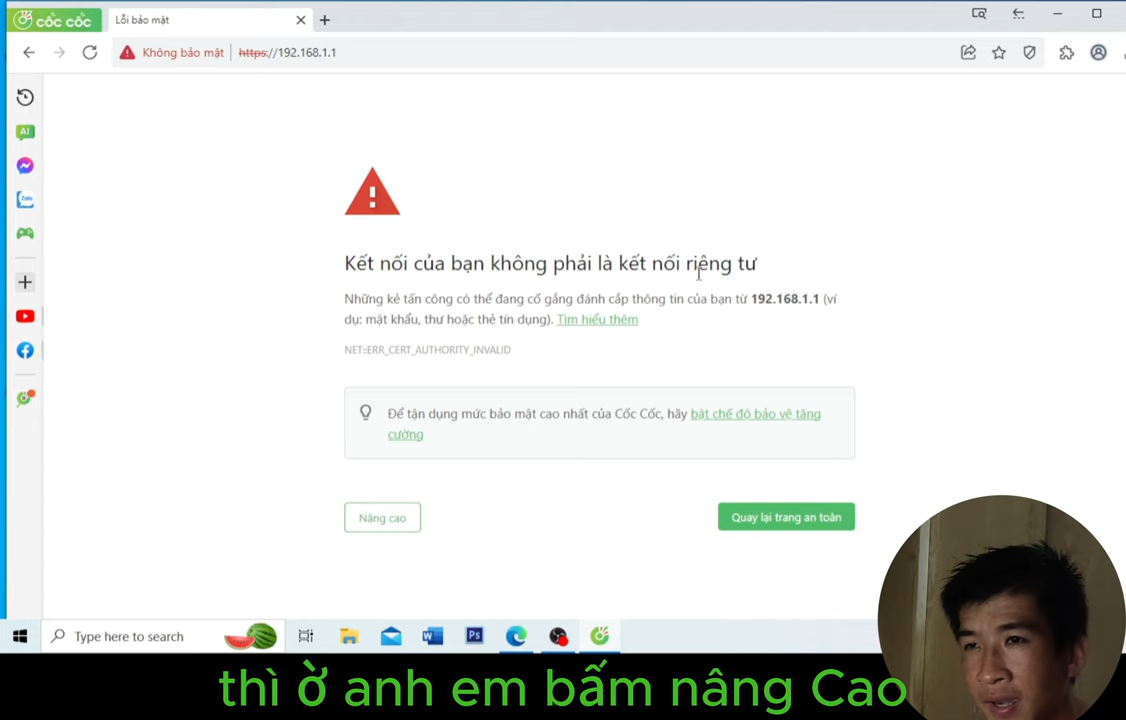 cốc cốc
Lỗi bảo mật
Không bảo mật
https://192.168.1.1
AI
Zalo
Kết nối của bạn không phải là kết nối riêng tư
Những kẻ tấn công có thể đang cố gắng đánh cắp thông tin của bạn từ 192.168.1.1 (ví
dụ: mật khẩu, thư hoặc thẻ tín dụng). Tìm hiểu thêm
NET::ERR_CERT_AUTHORITY_INVALID
Để tận dụng mức bảo mật cao nhất của Cốc Cốc, hãy bật chế độ bảo vệ tăng
cường
Nâng cao
Quay lại trang an toàn
Type here to search
W
Ps
thì ờ anh em bấm nâng Cao